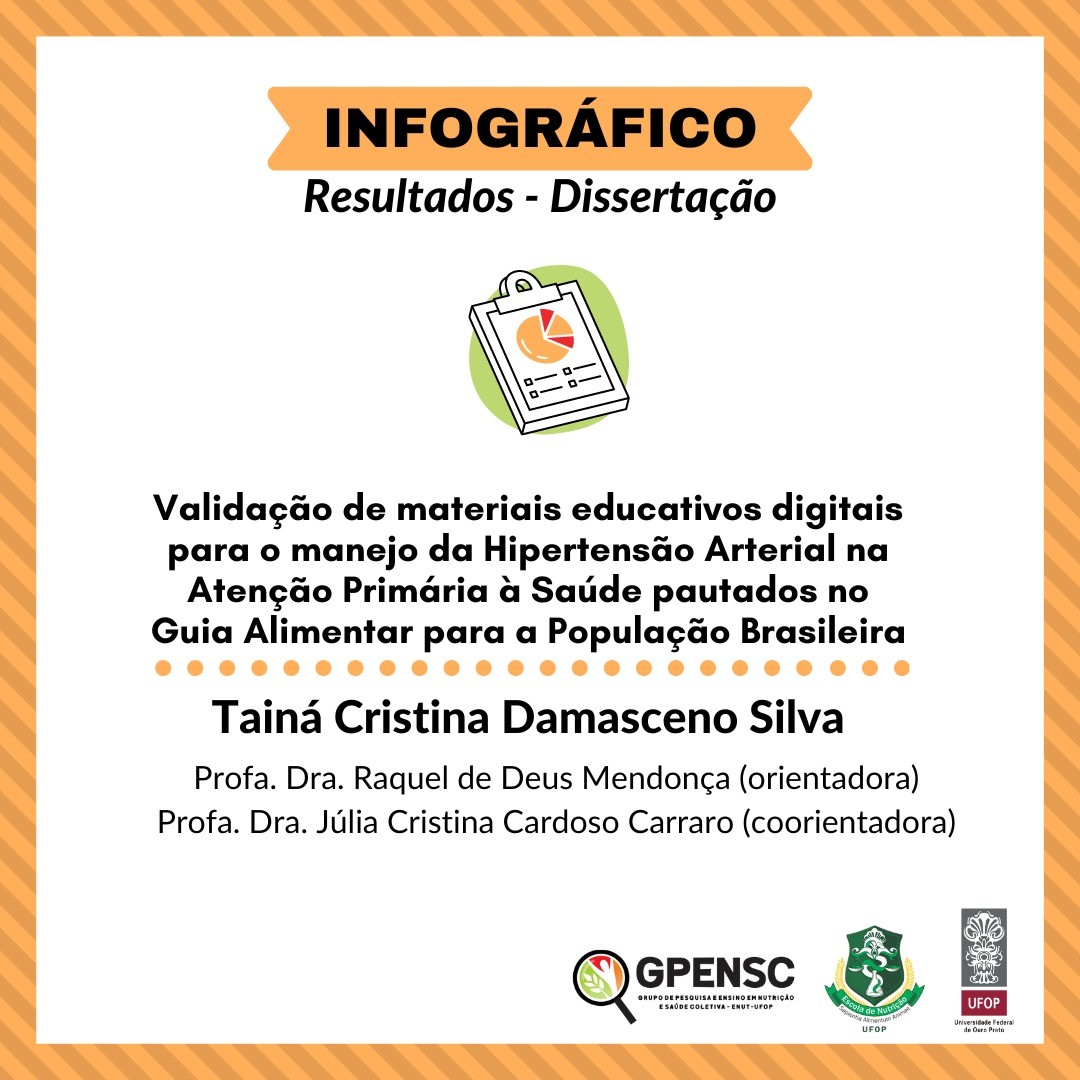 INFOGRÁFICO
Resultados - Dissertação
Validação de materiais educativos digitais
para o manejo da Hipertensão Arterial na
Atenção Primária à Saúde pautados no
Guia Alimentar para a População Brasileira
Tainá Cristina Damasceno Silva
Profa. Dra. Raquel de Deus Mendonça (orientadora)
Profa. Dra. Júlia Cristina Cardoso Carraro (coorientadora)
GPENSC
GRUPO DE PESQUISA E ENSINO EM NUTRIÇÃO
E SAÚDE COLETIVA - ENUT-UFOP
Escola de Nutrição
Sapientia Alimentum Animae
UFOP
UFOP
Universidade Federal
de Ouro Preto